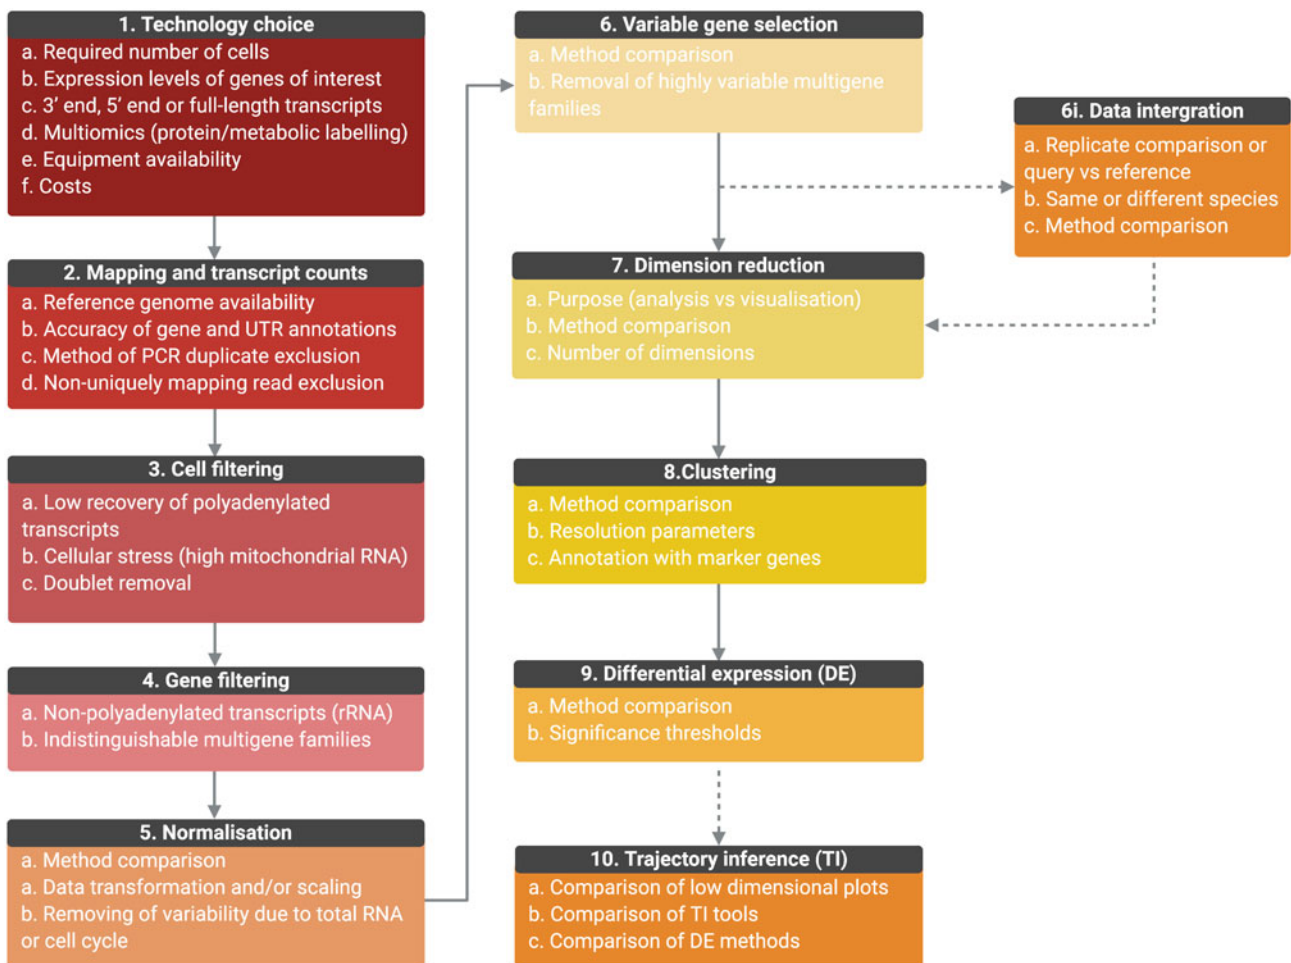 1. Technology choice
a. Required number of cells
b. Expression levels of genes of interest
c. 3’ end, 5’ end or full-length transcripts
d. Multiomics (protein/metabolic labelling)
e. Equipment availability
f. Costs
2. Mapping and transcript counts
a. Reference genome availability
b. Accuracy of gene and UTR annotations
c. Method of PCR duplicate exclusion
d. Non-uniquely mapping read exclusion
3. Cell filtering
a. Low recovery of polyadenylated
transcripts
b. Cellular stress (high mitochondrial RNA)
c. Doublet removal
4. Gene filtering
a. Non-polyadenylated transcripts (rRNA)
b. Indistinguishable multigene families
5. Normalisation
a. Method comparison
a. Data transformation and/or scaling
b. Removing of variability due to total RNA
or cell cycle
6. Variable gene selection
a. Method comparison
b. Removal of highly variable multigene
families
6i. Data intergration
a. Replicate comparison or
query vs reference
b. Same or different species
c. Method comparison
7. Dimension reduction
a. Purpose (analysis vs visualisation)
b. Method comparison
c. Number of dimensions
8.Clustering
a. Method comparison
b. Resolution parameters
c. Annotation with marker genes
9. Differential expression (DE)
a. Method comparison
b. Significance thresholds
10. Trajectory inference (TI)
a. Comparison of low dimensional plots
b. Comparison of TI tools
c. Comparison of DE methods